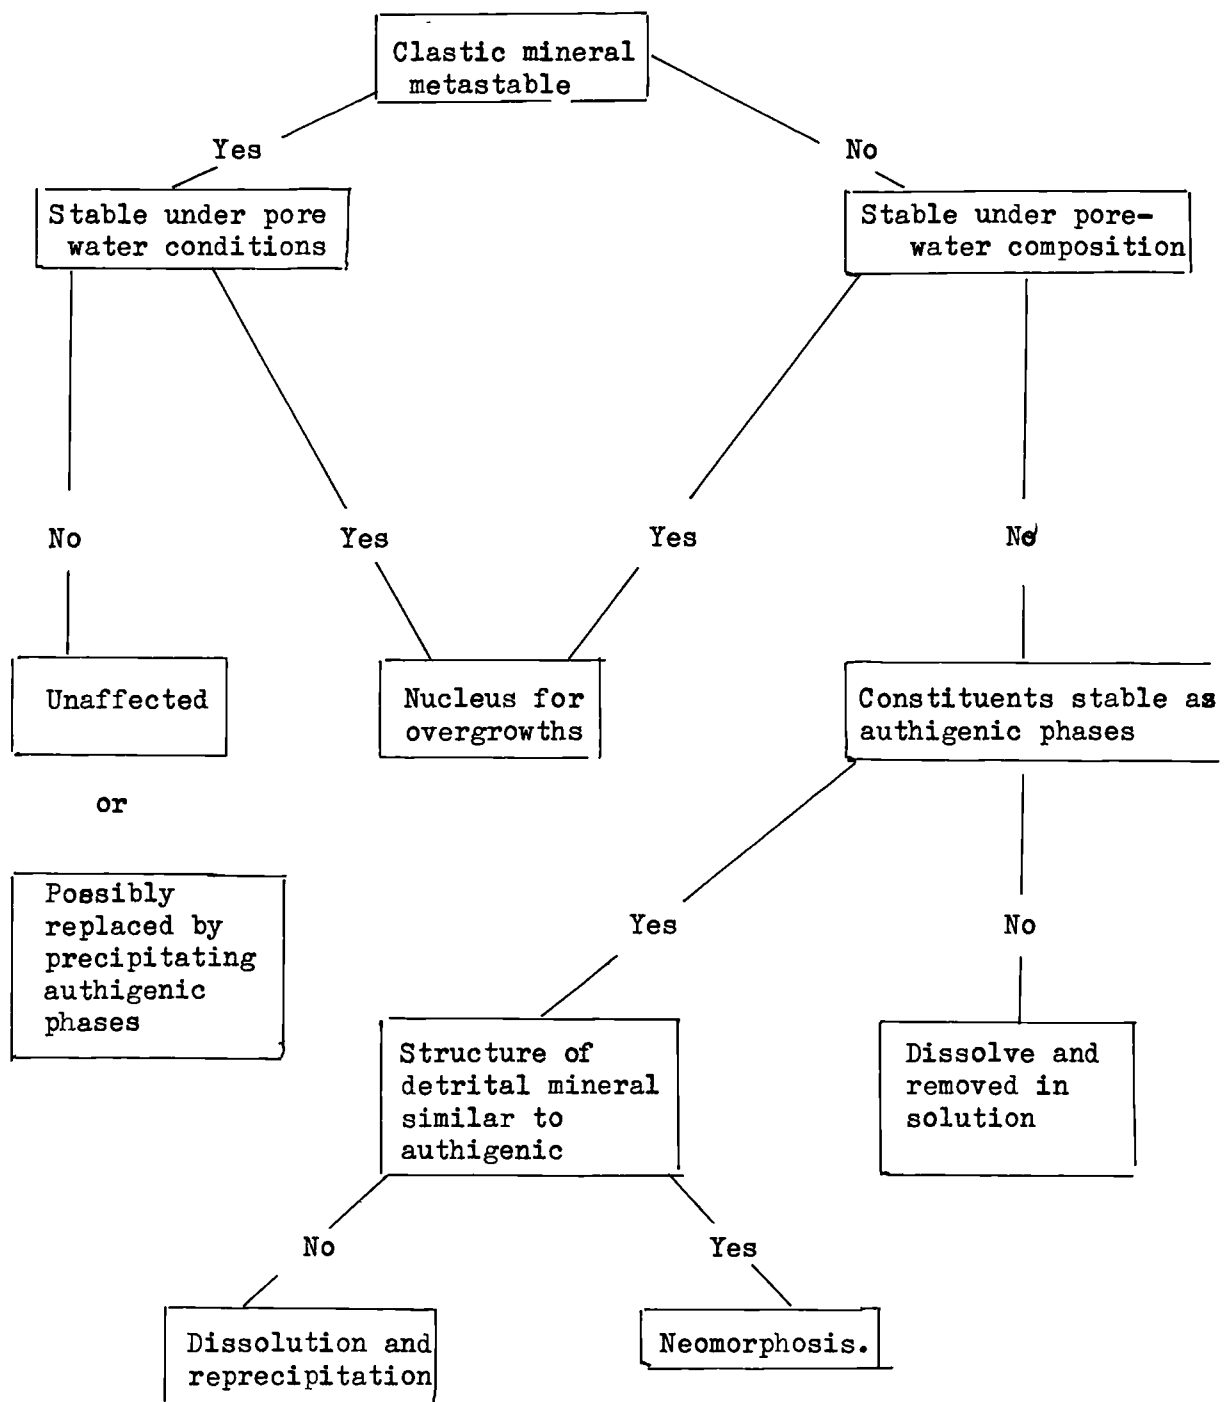 Clastic mineral
metastable
Yes
No
Stable under pore
water conditions
Stable under pore-
water composition
No
Yes
Yes
No
Unaffected
Nucleus for
overgrowths
Constituents stable as
authigenic phases
or
Possibly
replaced by
precipitating
authigenic
phases
Yes
No
Structure of
detrital mineral
similar to
authigenic
Dissolve and
removed in
solution
No
Yes
Dissolution and
reprecipitation
Neomorphosis.